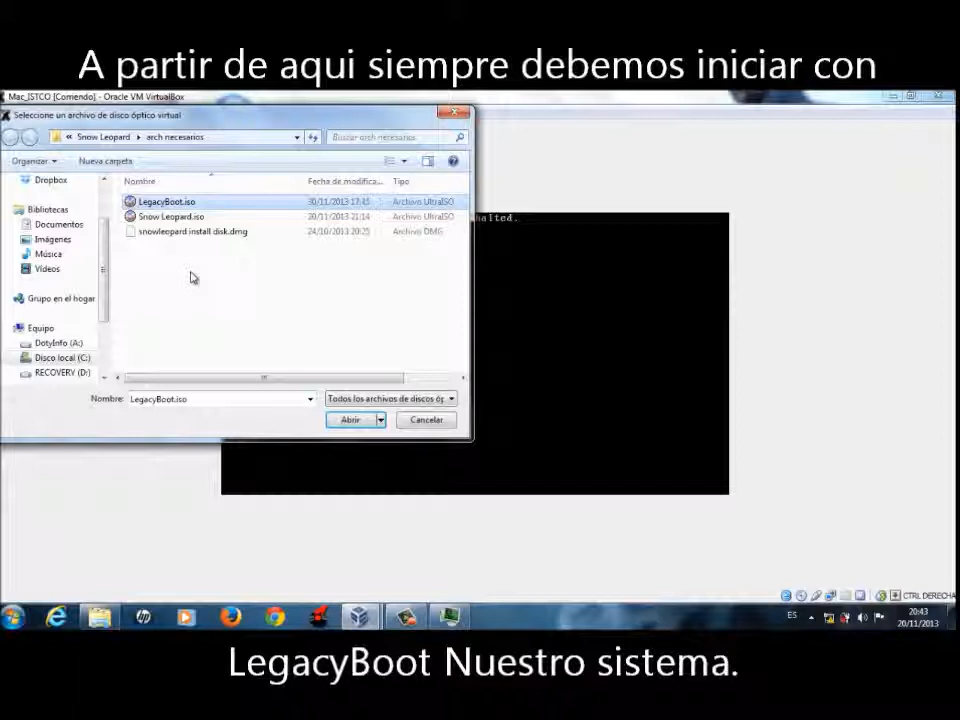 A partir de aqui siempre debemos iniciar con
Mac_ISTCO [Corriendo] - Oracle VM VirtualBox
Seleccione un archivo de disco óptico virtual
« Snow Leopard ▸ arch necesarios
Buscar arch necesarios
Organizar
Nueva carpeta
Nombre
Fecha de modifica...
Tipo
Dropbox
Bibliotecas
Documentos
Imágenes
Música
Vídeos
Grupo en el hogar
Equipo
DotyInfo (A:)
Disco local (C:)
RECOVERY (D:)
LegacyBoot.iso
30/11/2013 17:45
Archivo UltraISO
Snow Leopard.iso
20/11/2013 21:14
Archivo UltraISO
snowleopard install disk.dmg
24/10/2013 20:25
Archivo DMG
halted.
Nombre:
LegacyBoot.iso
Todos los archivos de discos óp
Abrir
Cancelar
CTRL DERECHA
ES
20:43
20/11/2013
LegacyBoot Nuestro sistema.